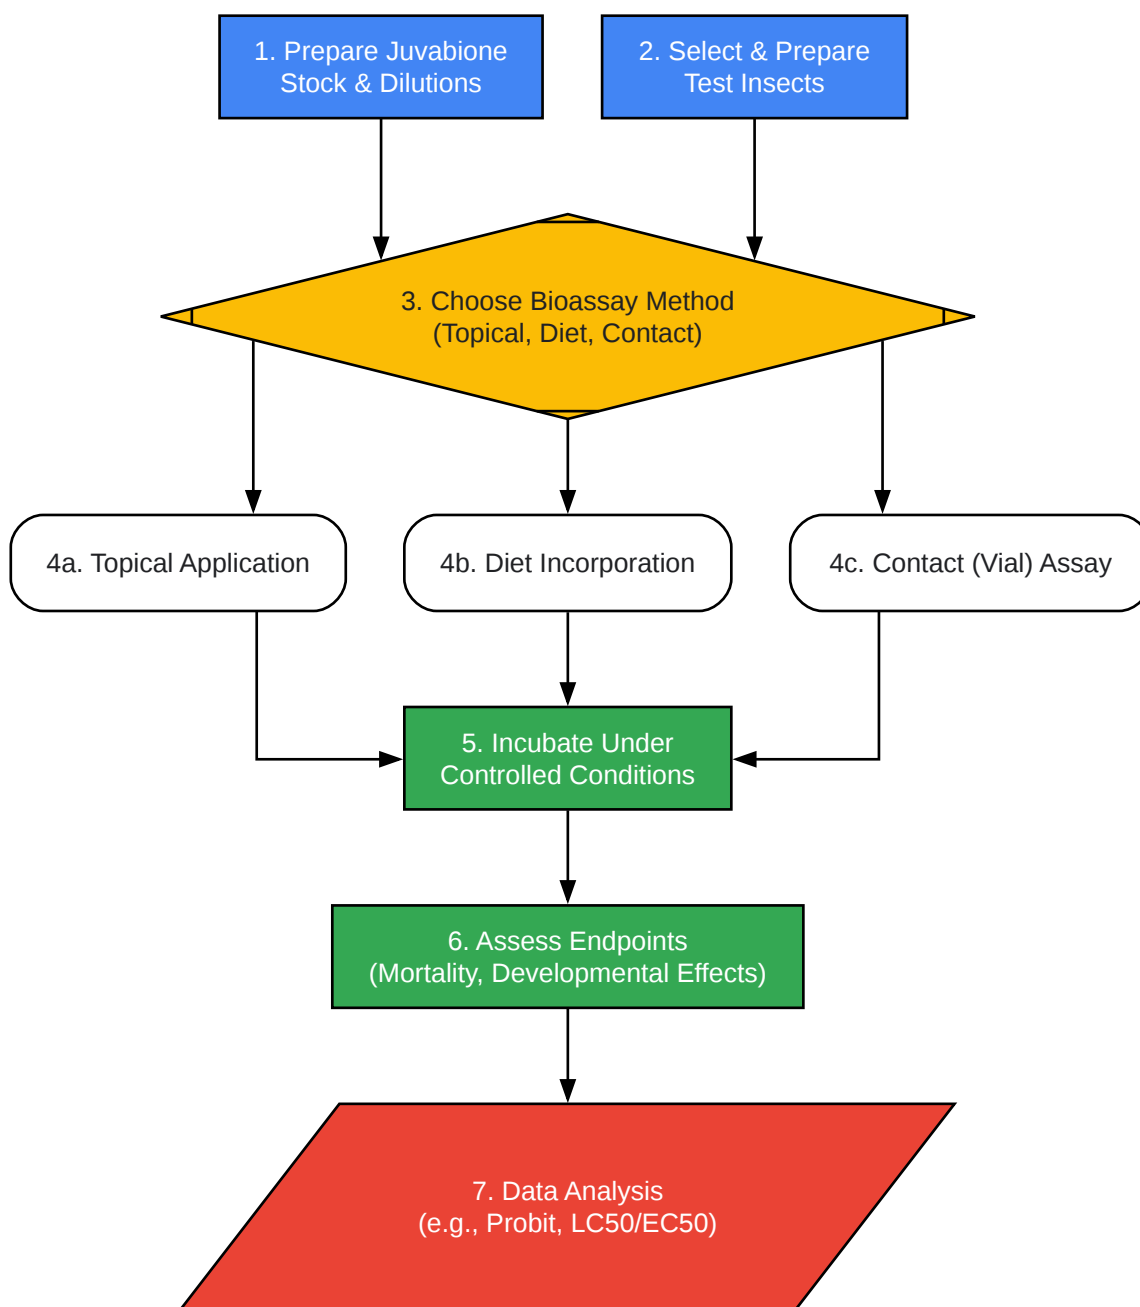 1. Prepare Juvabione
Stock & Dilutions
2. Select & Prepare
Test Insects
3. Choose Bioassay Method
(Topical, Diet, Contact)
4a. Topical Application
4b. Diet Incorporation
4c. Contact (Vial) Assay
5. Incubate Under
Controlled Conditions
6. Assess Endpoints
(Mortality, Developmental Effects)
7. Data Analysis
(e.g., Probit, LC50/EC50)